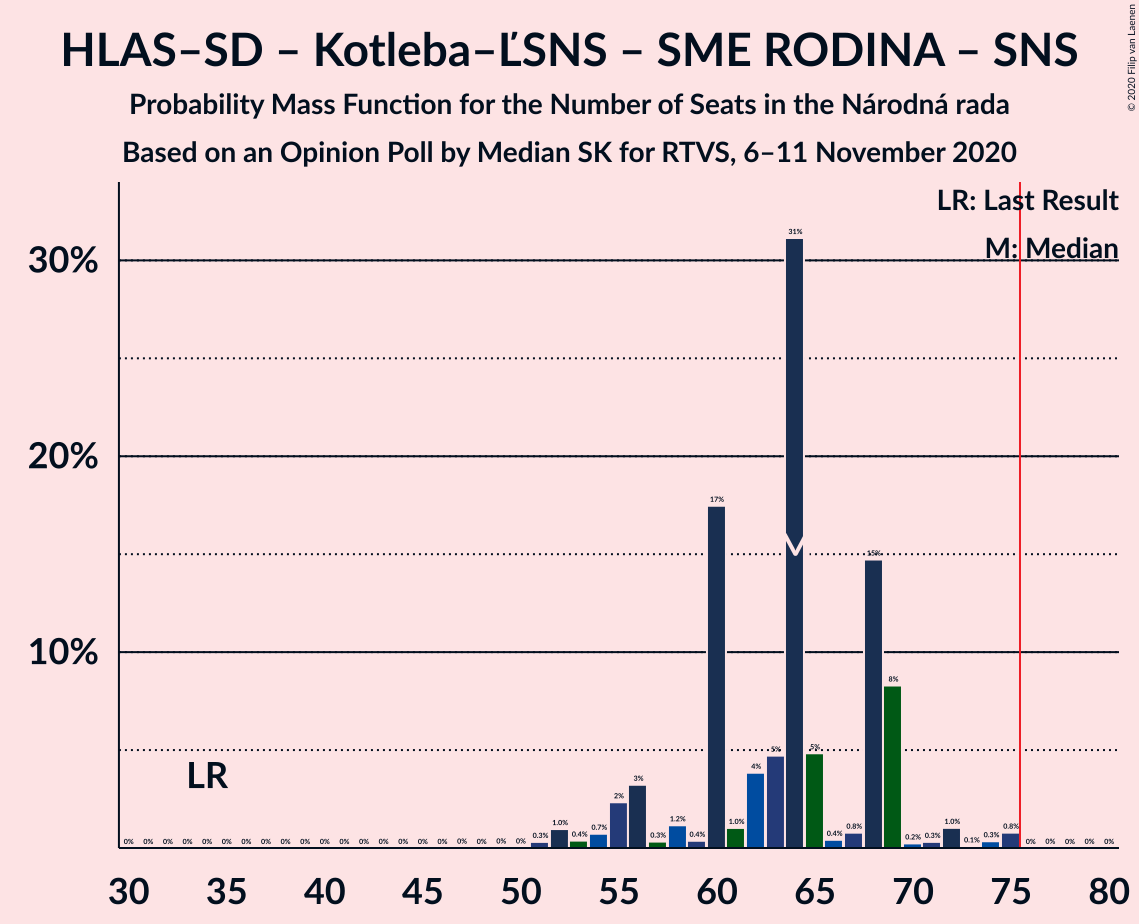 HLAS–SD – Kotleba–ĽSNS – SME RODINA – SNS
Probability Mass Function for the Number of Seats in the Národná rada
Based on an Opinion Poll by Median SK for RTVS, 6–11 November 2020
© 2020 Filip van Laenen
LR: Last Result
M: Median
30%
20%
10%
LR
0% 0% 0% 0% 0% 0% 0% 0% 0% 0% 0% 0% 0% 0% 0% 0% 0% 0% 0% 0% 0% 0.3% 1.0% 0.4% 0.7% 2% 3% 0.3% 1.2% 0.4% 17% 1.0% 4% 5% 31% 5% 0.4% 0.8% 15% 8% 0.2% 0.3% 1.0% 0.1% 0.3% 0.8% 0% 0% 0% 0% 0%
30 35 40 45 50 55 60 65 70 75 80